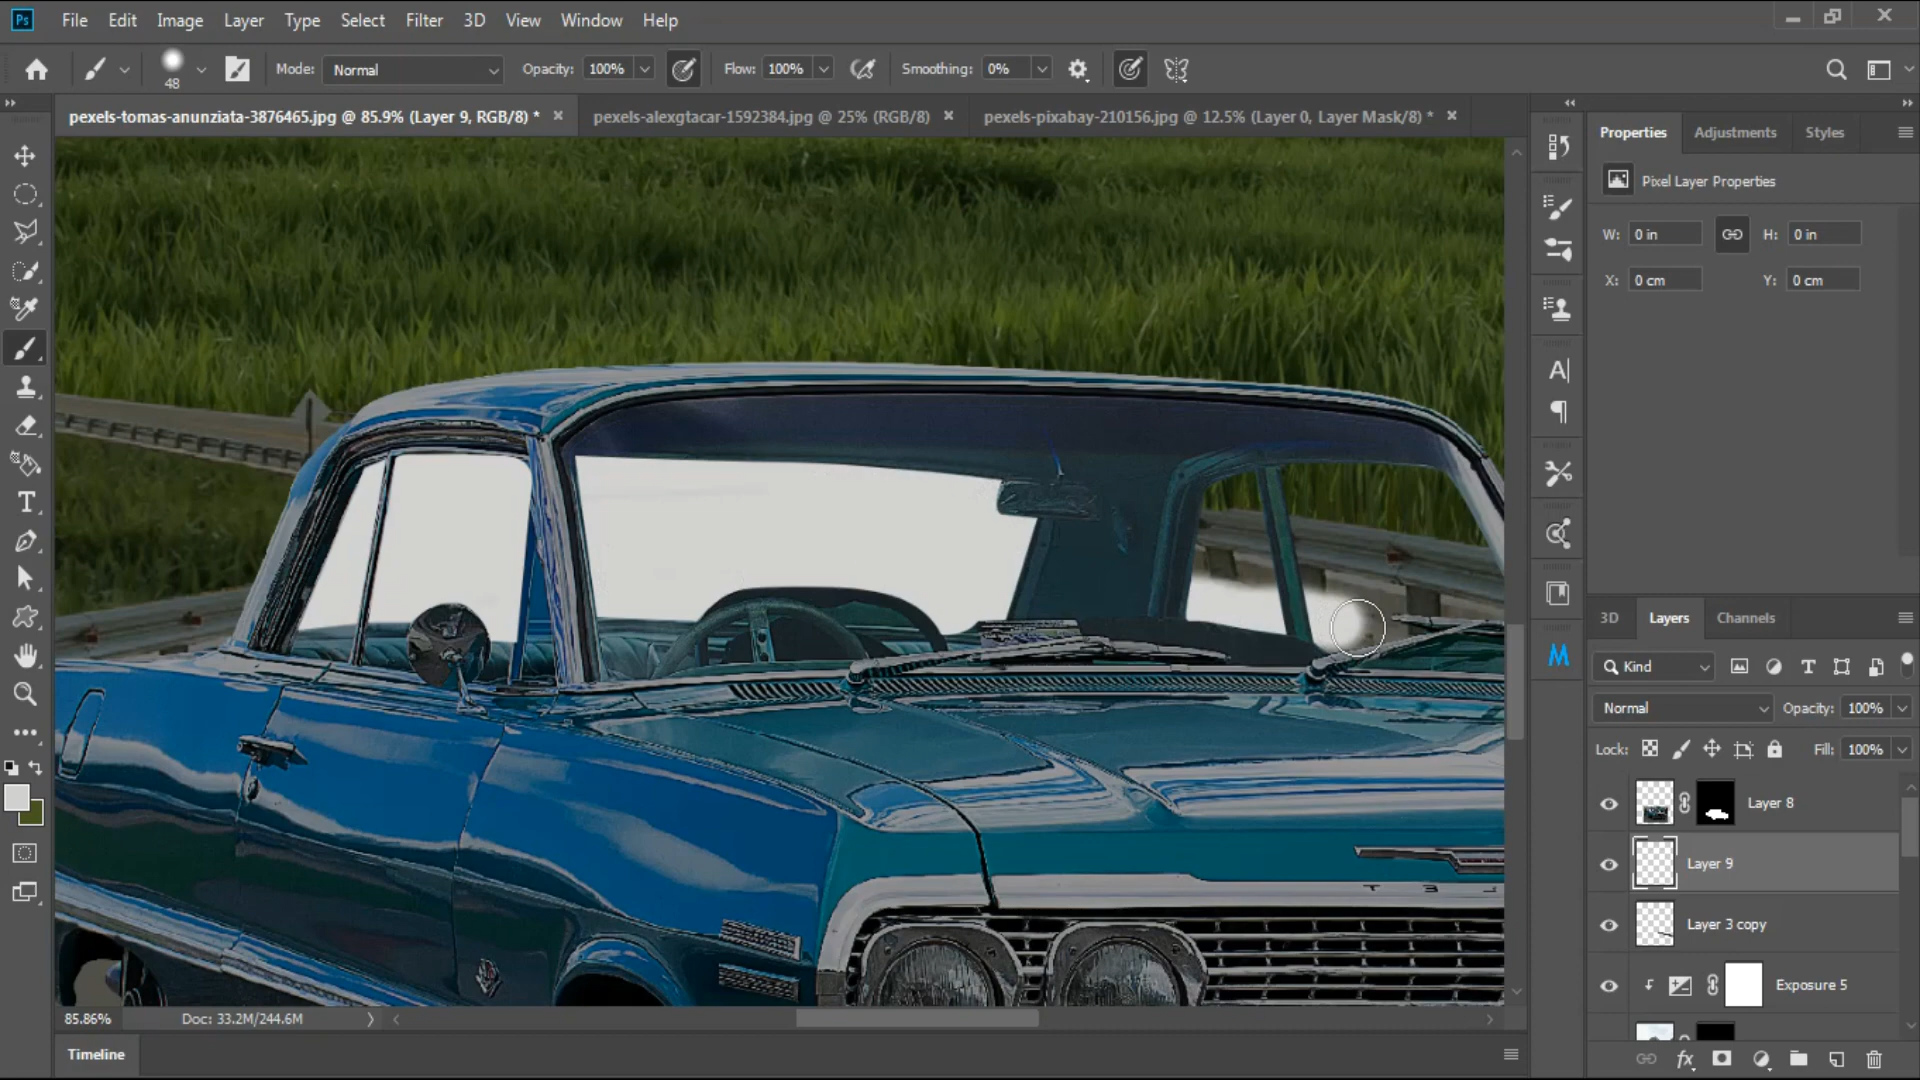 Ps File Edit Image Layer Type Select Filter 3D View Window Help
48 Mode: Normal Opacity: 100% Flow: 100% Smoothing: 0%
pexels-tomas-anunziata-3876465.jpg @ 85.9% (Layer 9, RGB/8) * pexels-alexgtacar-1592384.jpg @ 25% (RGB/8) pexels-pixabay-210156.jpg @ 12.5% (Layer 0, Layer Mask/8) *
Properties Adjustments Styles
Pixel Layer Properties
W: 0 in H: 0 in
X: 0 cm Y: 0 cm
3D Layers Channels
Kind
Normal Opacity: 100%
Lock: Fill: 100%
Layer 8
Layer 9
Layer 3 copy
Exposure 5
fx
85.86% Doc: 33.2M/244.6M
Timeline